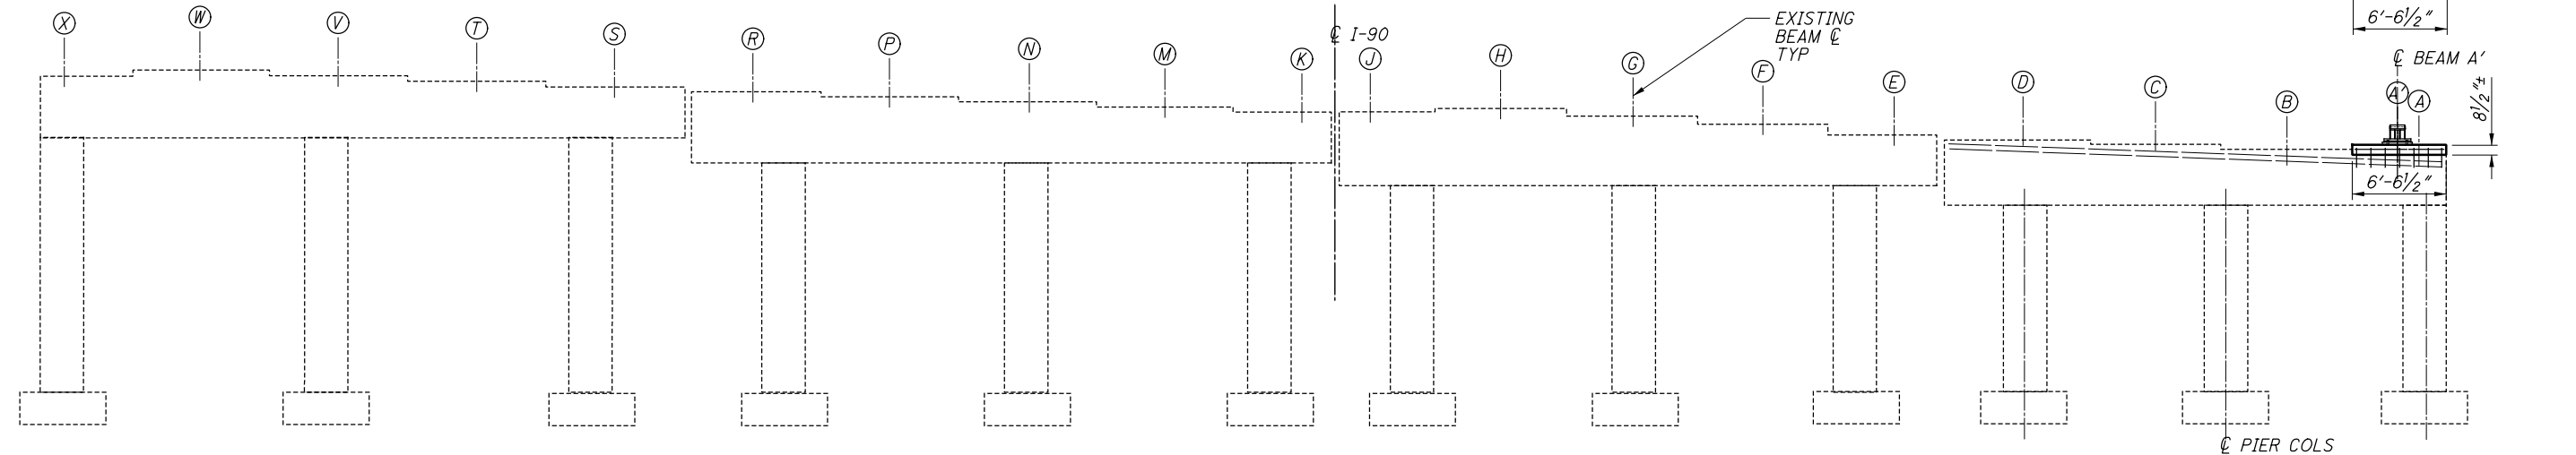 X
W
V
T
S
R
P
N
M
K
℄ I-90
J
H
G
EXISTING
BEAM ℄
TYP
F
E
D
C
B
6'-6½"
℄ BEAM A'
A'
A
8½"±
6'-6½"
℄ PIER COLS